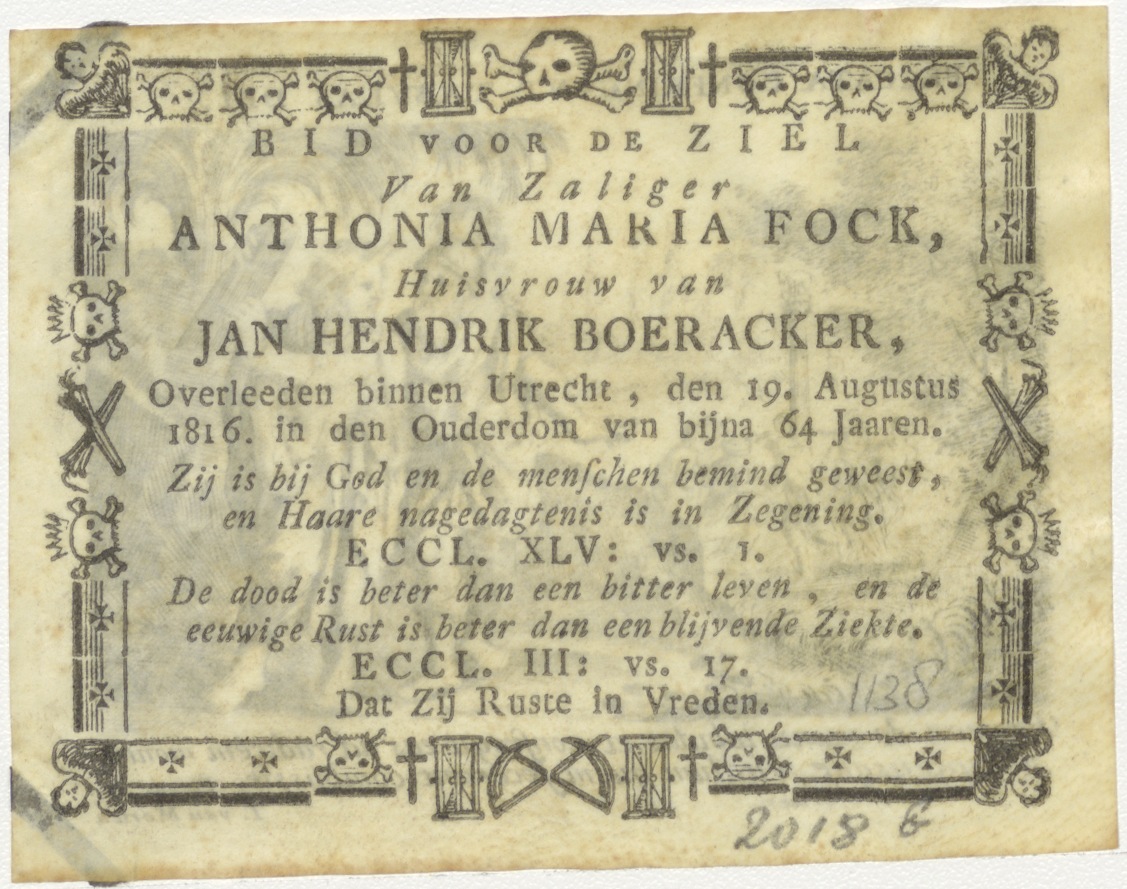 BID VOOR DE ZIEL
Van Zaliger
ANTHONIA MARIA FOCK,
Huisvrouw van
JAN HENDRIK BOERACKER,
Overleeden binnen Utrecht, den 19. Augustus
1816. in den Ouderdom van bijna 64 Jaaren.
Zij is bij God en de menſchen bemind geweest,
en Haare nagedagtenis is in Zegening.
ECCL. XLV: vs. 1.
De dood is beter dan een bitter leven, en de
eeuwige Rust is beter dan een blijvende Ziekte.
ECCL. III: vs. 17.
Dat Zij Ruste in Vreden.
1138
2018